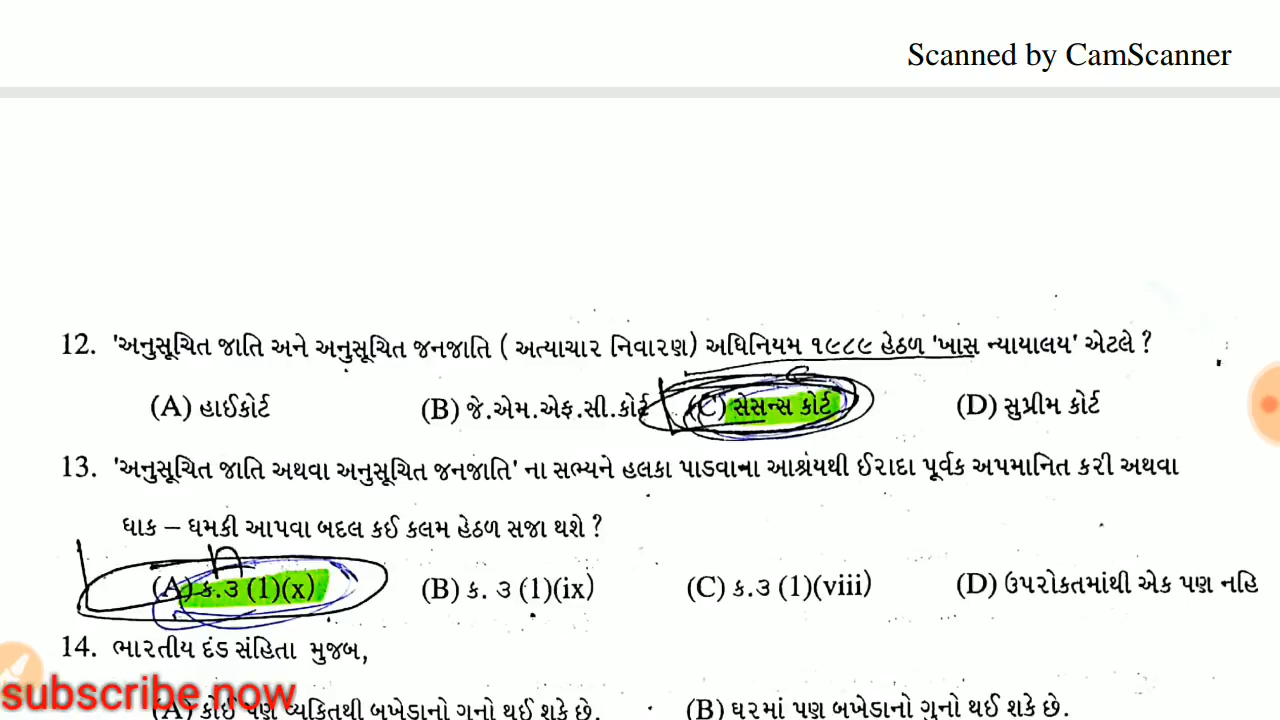 Scanned by CamScanner
12. 'અનુસૂચિત જાતિ અને અનુસૂચિત જનજાતિ ( અત્યાચાર નિવારણ) અધિનિયમ ૧૯૮૯ હેઠળ 'ખાસ ન્યાયાલય' એટલે ?
(A) હાઈકોર્ટ (B) જે.એમ.એફ.સી.કોર્ટ (C) સેસન્સ કોર્ટ (D) સુપ્રીમ કોર્ટ
13. 'અનુસૂચિત જાતિ અથવા અનુસૂચિત જનજાતિ' ના સભ્યને હલકા પાડવાના આશ્રયથી ઈરાદા પૂર્વક અપમાનિત કરી અથવા
ધાક – ધમકી આપવા બદલ કઈ કલમ હેઠળ સજા થશે ?
(A) ક.૩ (1)(x) (B) ક. ૩ (1)(ix) (C) ક.૩ (1)(viii) (D) ઉપરોકતમાંથી એક પણ નહિ
14. ભારતીય દંડ સંહિતા મુજબ,
subscribe now
(A) કોઈ પણ વ્યકિતથી બખેડાનો ગુનો થઈ શકે છે. (B) ઘરમાં પણ બખેડાનો ગુનો થઈ શકે છે.